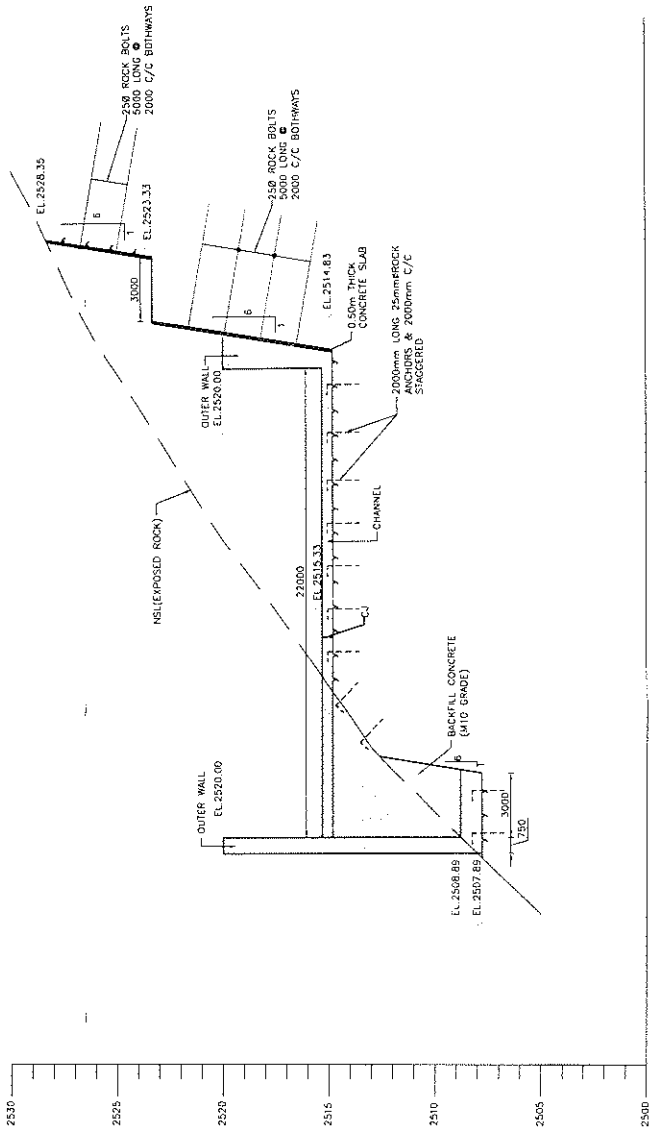 2530
2525
2520
2515
2510
2505
2500
EL.2528.35
250 ROCK BOLTS
5000 LONG @
2000 C/C BOTHWAYS
6
1
EL.2523.33
3000
250 ROCK BOLTS
5000 LONG @
2000 C/C BOTHWAYS
6
1
EL.2514.83
0.50m THICK
CONCRETE SLAB
2000mm LONG 25mmøROCK
ANCHORS & 2000mm C/C
STAGGERED
OUTER WALL
EL.2520.00
NSL(EXPOSED ROCK)
22000
EL.2515.33
CHANNEL
CJ
BACKFILL CONCRETE
(M10 GRADE)
6
1
OUTER WALL
EL.2520.00
3000
750
EL.2508.89
EL.2507.89